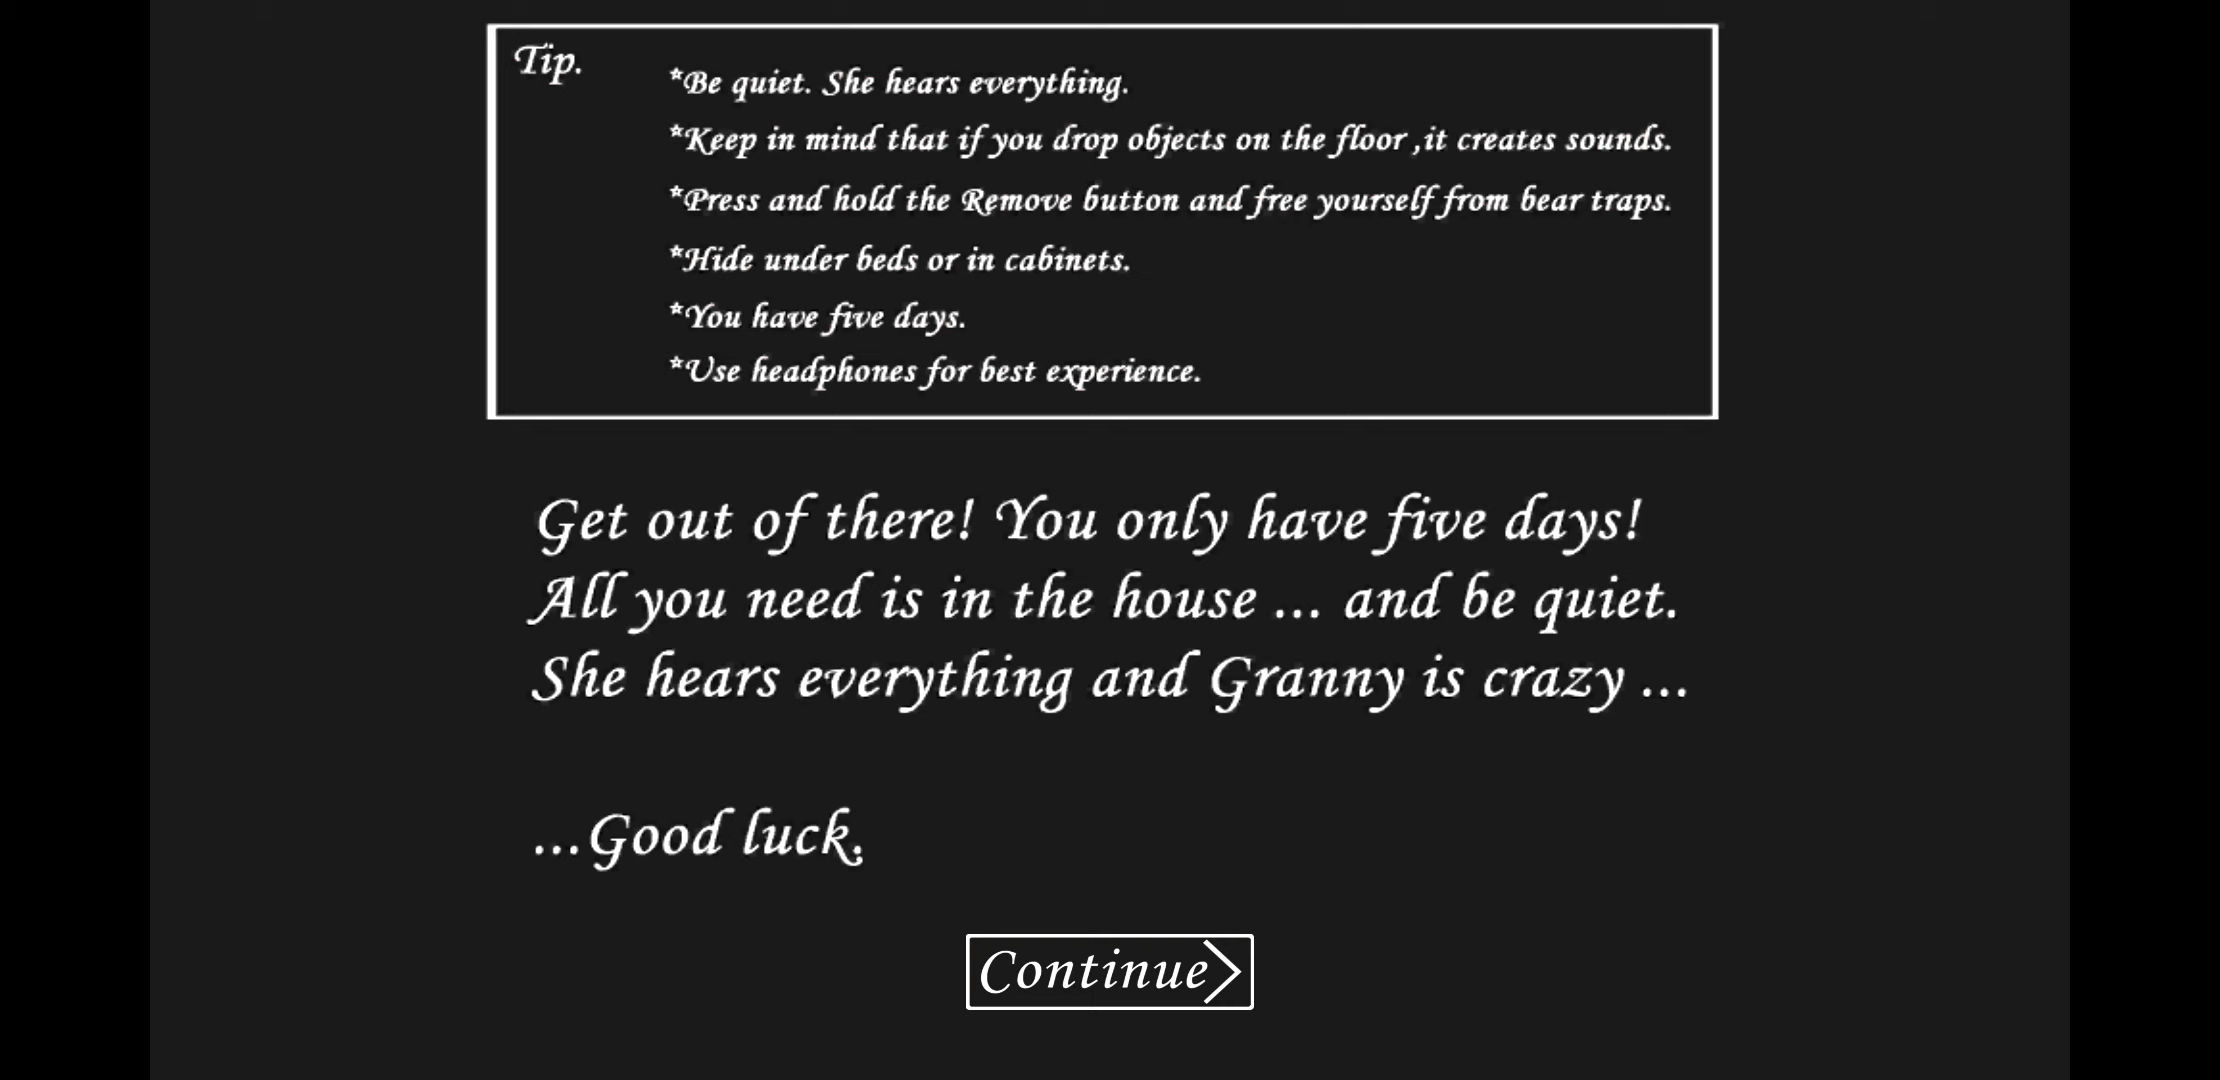 Tip.
*Be quiet. She hears everything.
*Keep in mind that if you drop objects on the floor ,it creates sounds.
*Press and hold the Remove button and free yourself from bear traps.
*Hide under beds or in cabinets.
*You have five days.
*Use headphones for best experience.
Get out of there! You only have five days!
All you need is in the house ... and be quiet.
She hears everything and Granny is crazy ...
...Good luck.
Continue>